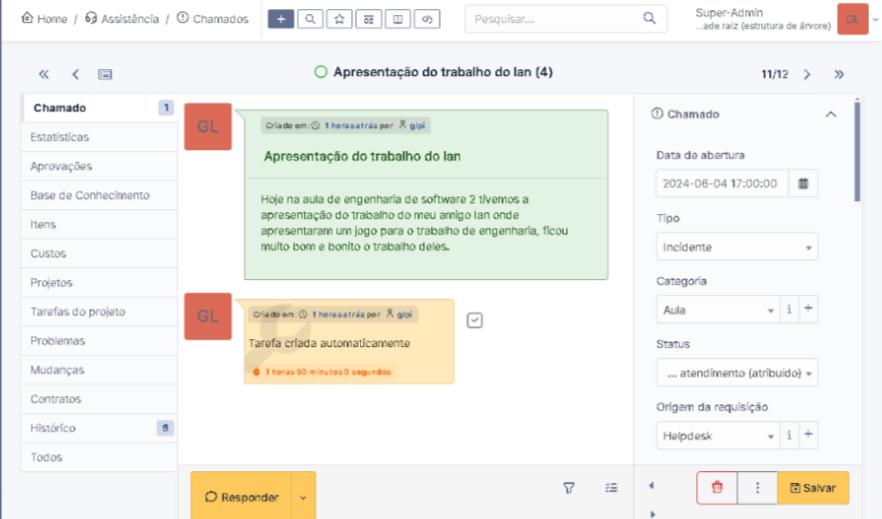 Home / Assistência / Chamados
Pesquisar...
Super-Admin
...ade raiz (estrutura de árvore)
GL
Apresentação do trabalho do Ian (4)
11/12
Chamado 1
Estatísticas
Aprovações
Base de Conhecimento
Itens
Custos
Projetos
Tarefas do projeto
Problemas
Mudanças
Contratos
Histórico 6
Todos
GL
Criado em: 1 horas atrás por glpi
Apresentação do trabalho do Ian
Hoje na aula de engenharia de software 2 tivemos a
apresentação do trabalho do meu amigo Ian onde
apresentaram um jogo para o trabalho de engenharia, ficou
muito bom e bonito o trabalho deles.
GL
Criado em: 1 horas atrás por glpi
Tarefa criada automaticamente
1 horas 50 minutos 0 segundos
Responder
Chamado
Data de abertura
2024-06-04 17:00:00
Tipo
Incidente
Categoria
Aula
Status
... atendimento (atribuído)
Origem da requisição
Helpdesk
Salvar